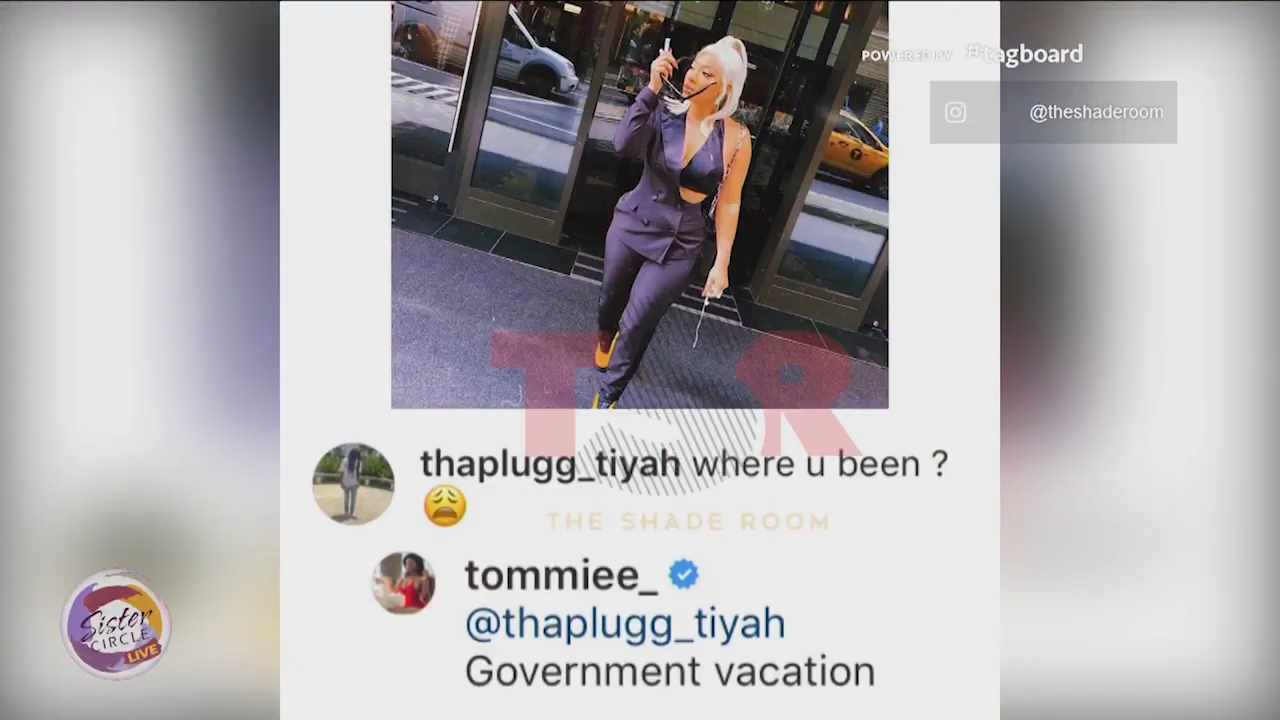 POWERED BY #tagboard
@theshaderoom
TSR
thaplugg_tiyah where u been ?
THE SHADE ROOM
tommiee_
@thaplugg_tiyah
Government vacation
Sister
CIRCLE
LIVE